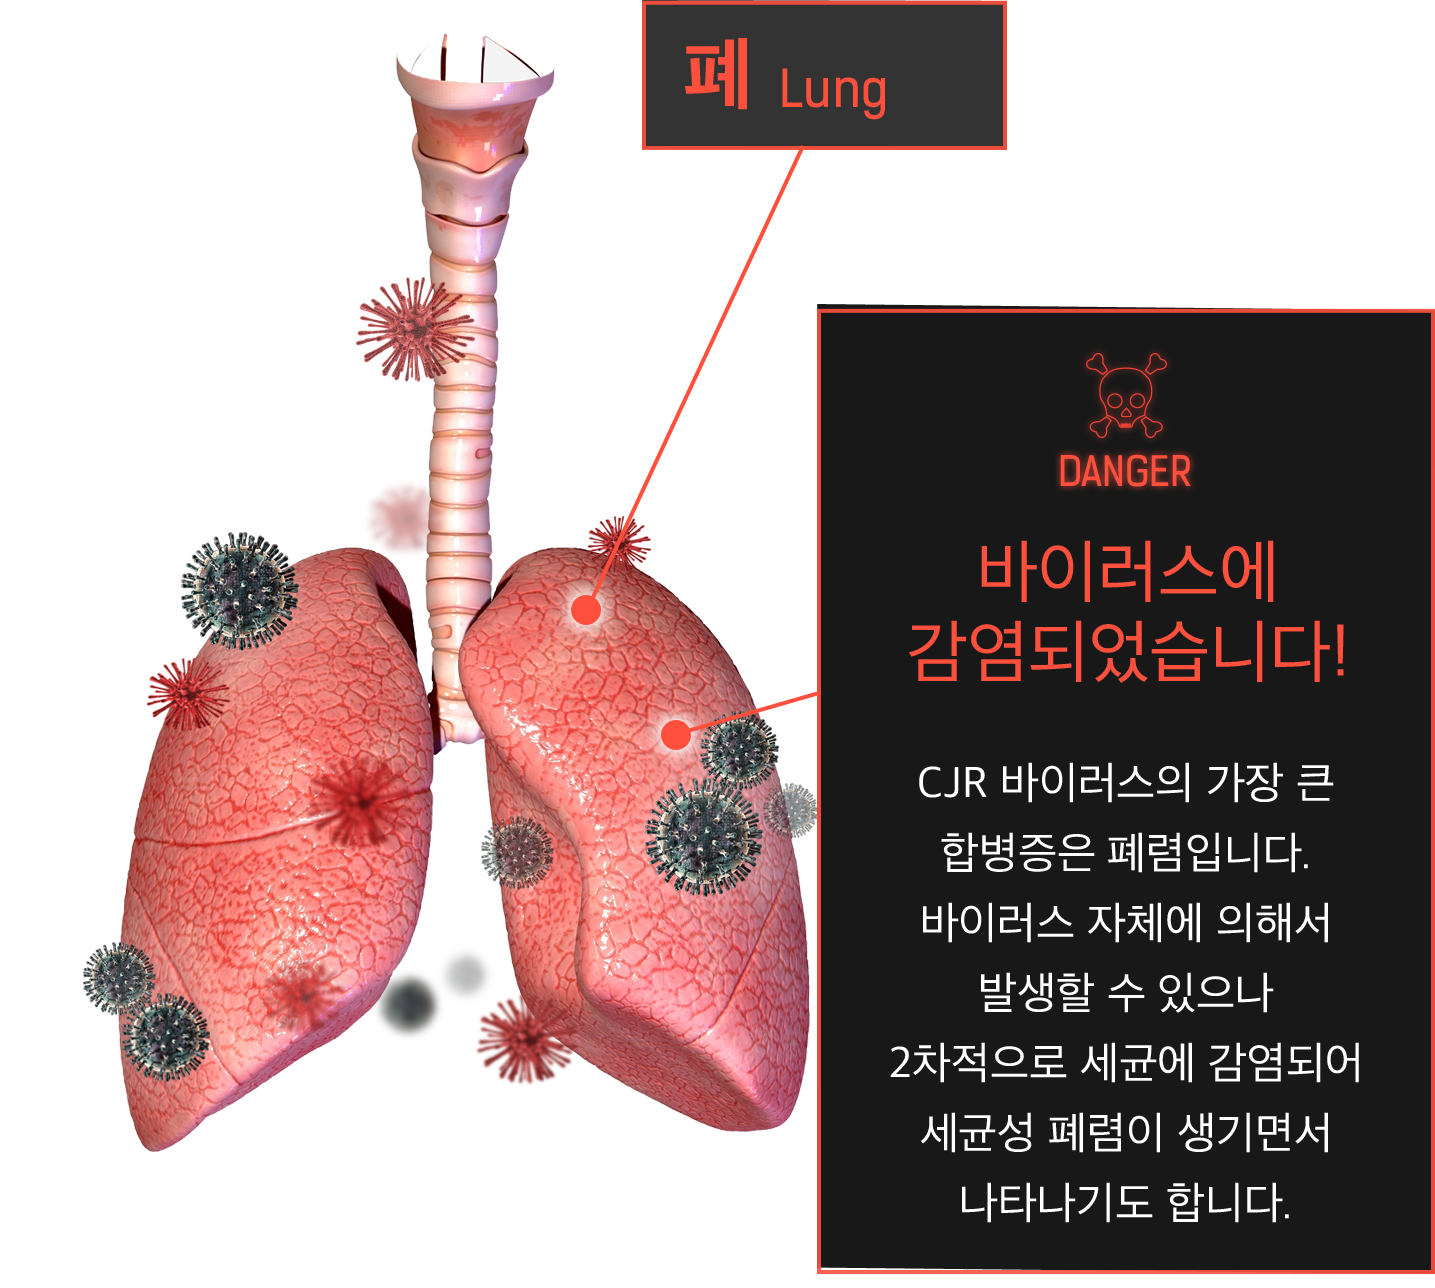 폐 Lung
DANGER
바이러스에
감염되었습니다!
CJR 바이러스의 가장 큰
합병증은 폐렴입니다.
바이러스 자체에 의해서
발생할 수 있으나
2차적으로 세균에 감염되어
세균성 폐렴이 생기면서
나타나기도 합니다.